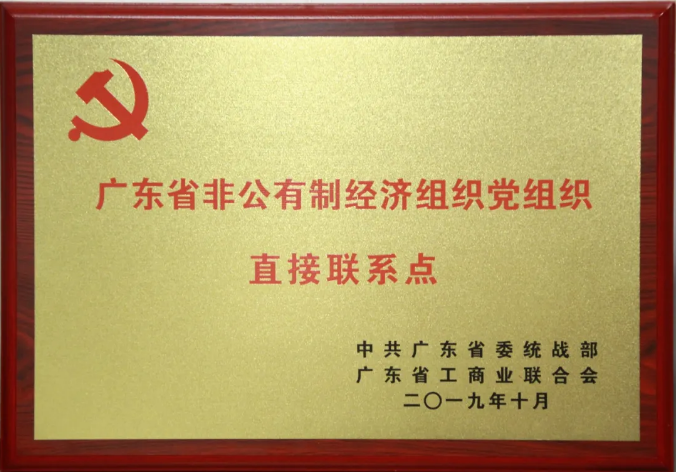 广东省非公有制经济组织党组织
直接联系点
中共广东省委统战部
广东省工商业联合会
二〇一九年十月